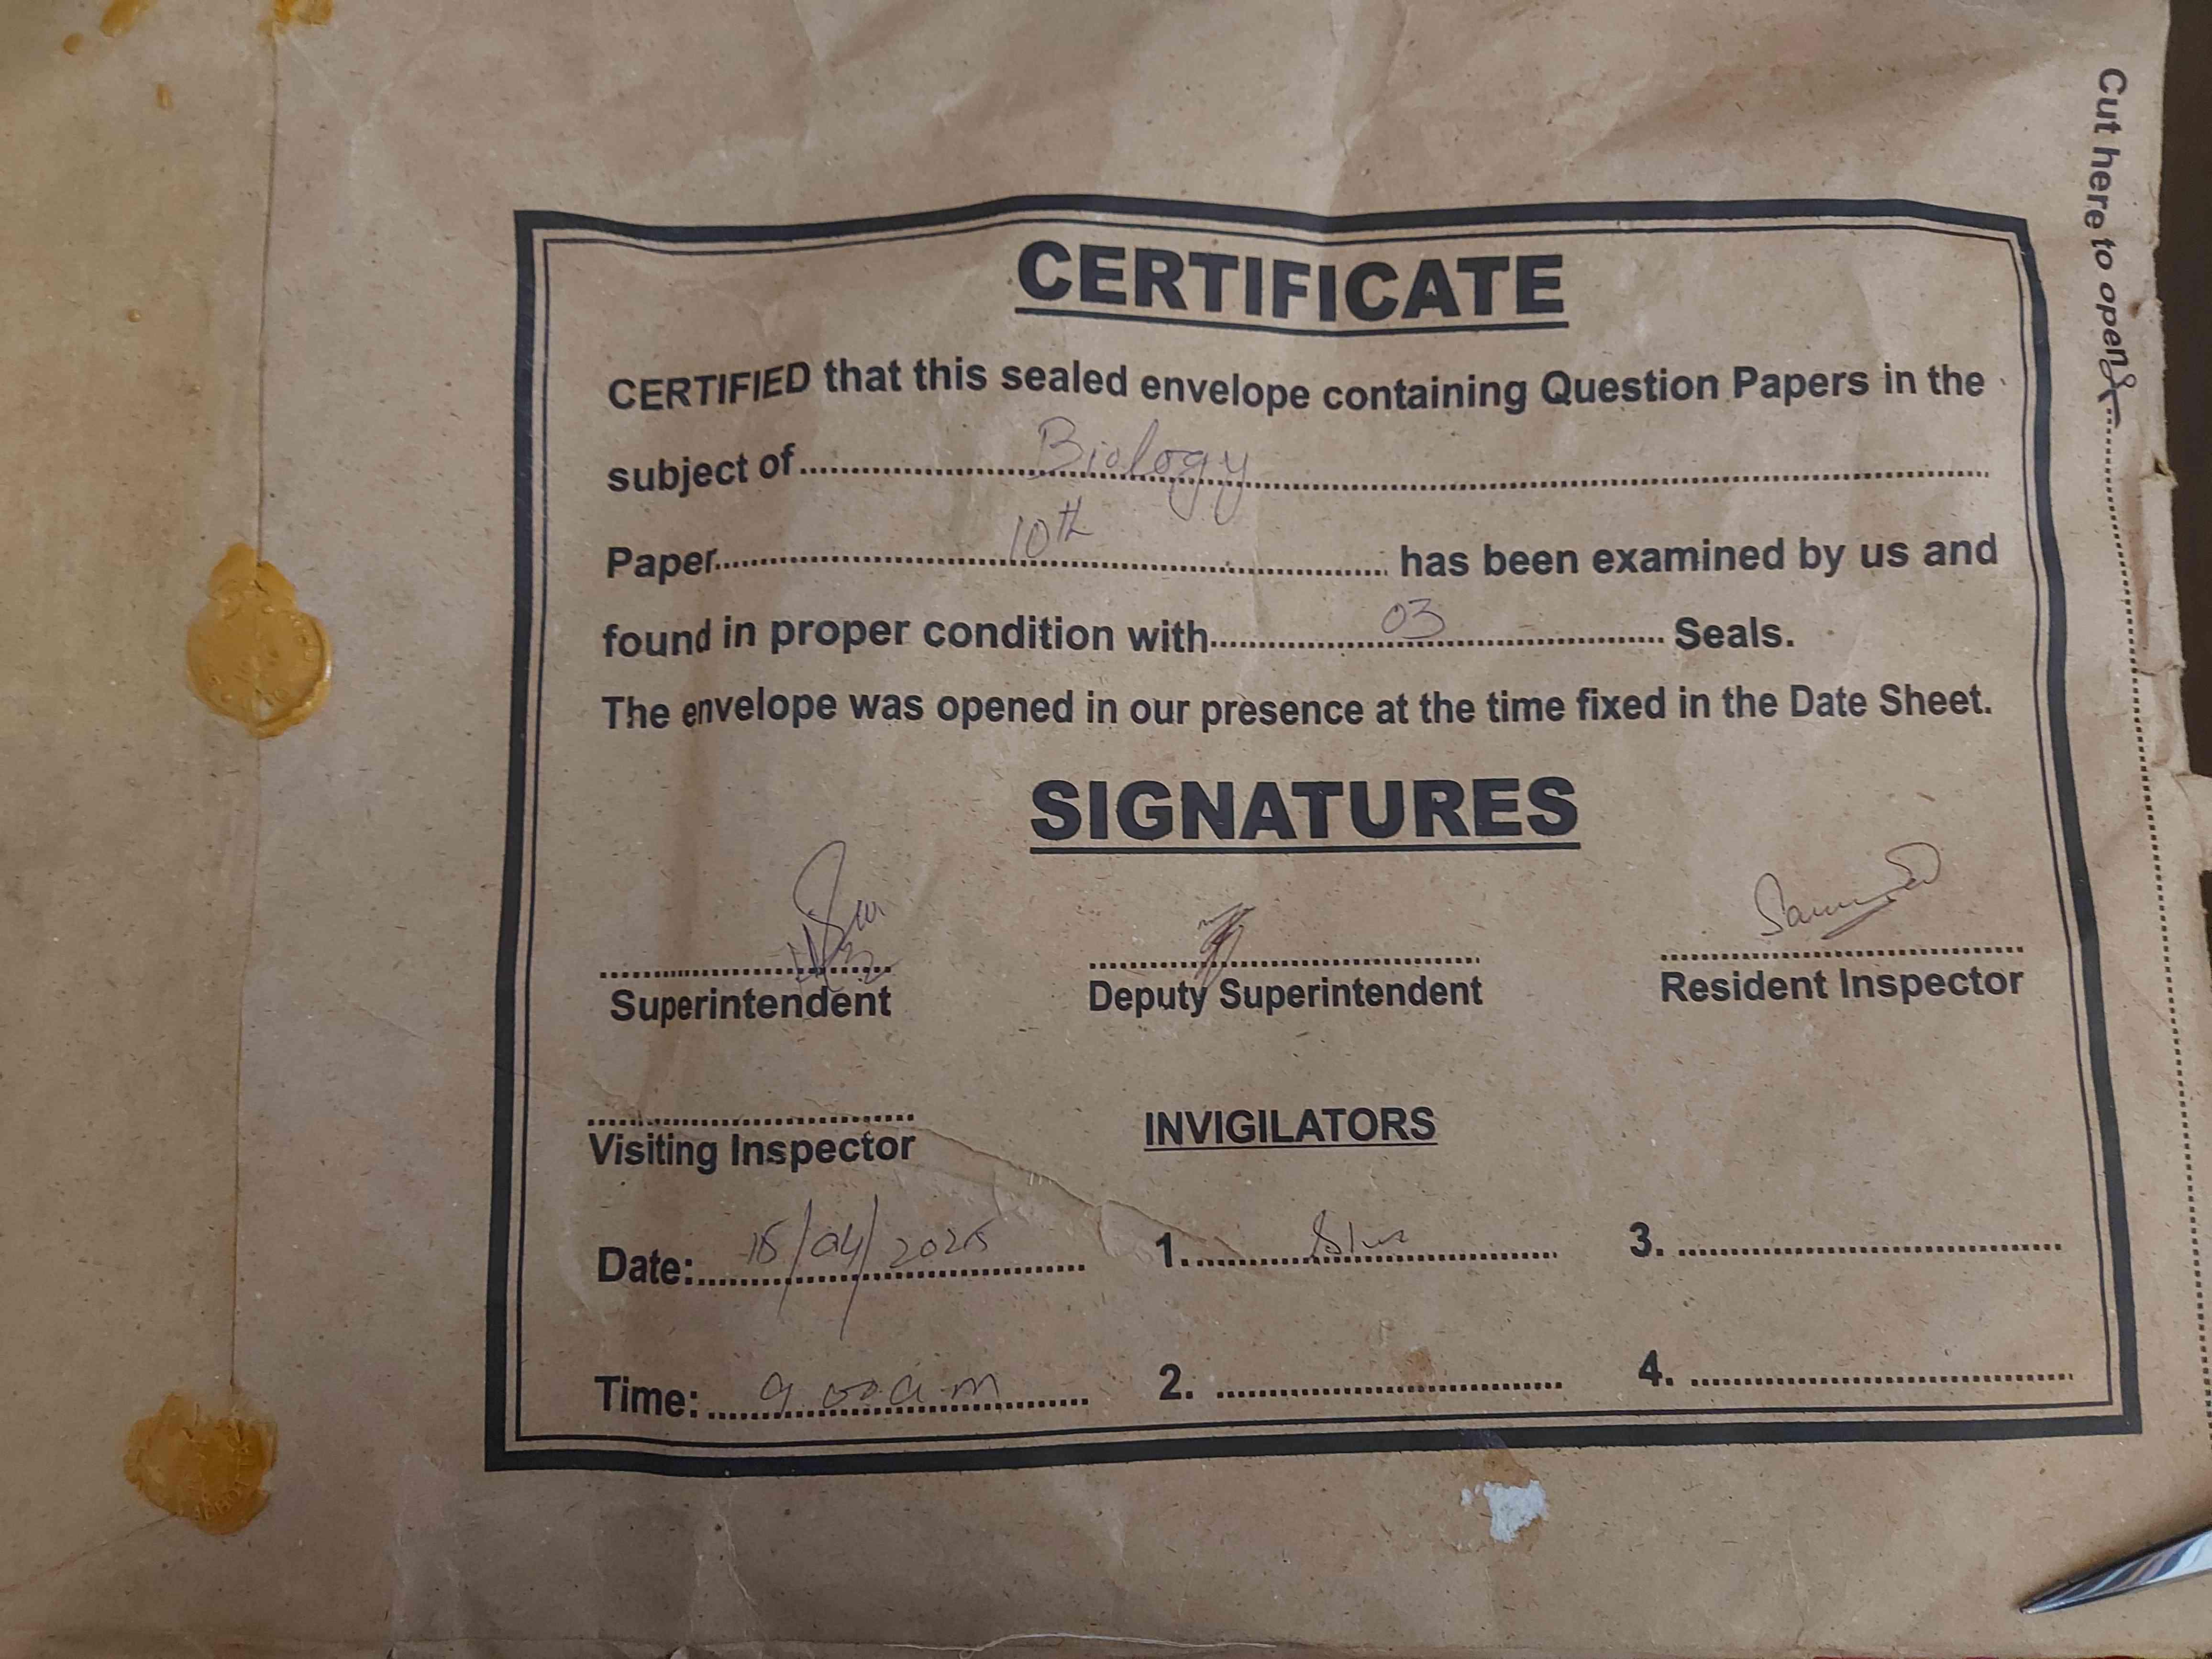 Cut here to open
CERTIFICATE
CERTIFIED that this sealed envelope containing Question Papers in the
subject of Biology
Paper 10th has been examined by us and
found in proper condition with 03 Seals.
The envelope was opened in our presence at the time fixed in the Date Sheet.
SIGNATURES
Superintendent Deputy Superintendent Resident Inspector
Visiting Inspector INVIGILATORS
Date: 15/04/2025 1. 3.
Time: 9:00 a.m 2. 4.